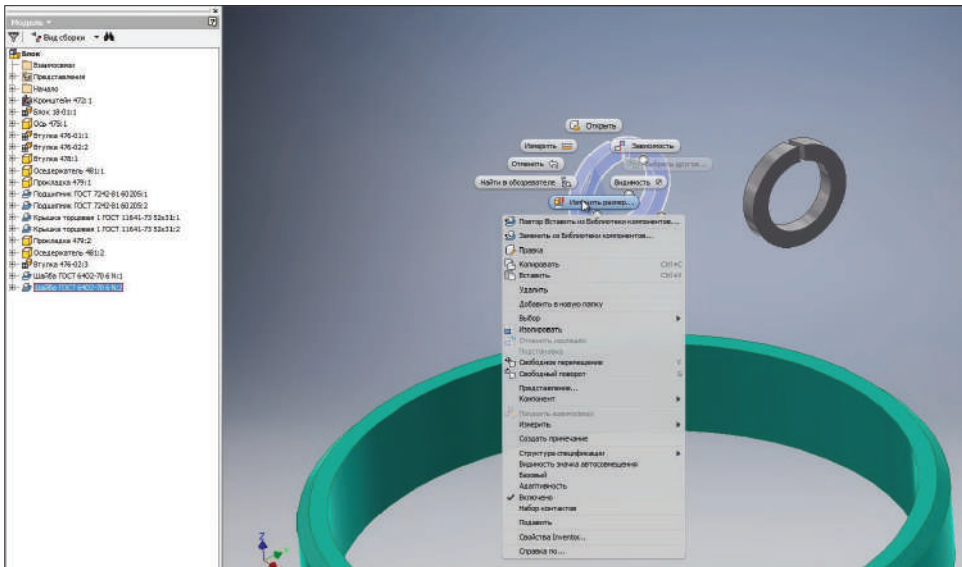 Модель
Вид сборки
Блок
Взаимосвязи
Представления
Начало
Кронштейн 472:1
Блок 18-01:1
Ось 475:1
Втулка 476-01:1
Втулка 476-02:2
Втулка 478:1
Оседержатель 481:1
Прокладка 479:1
Подшипник ГОСТ 7242-81 60205:1
Подшипник ГОСТ 7242-81 60205:2
Крышка торцевая 1 ГОСТ 11641-73 52x31:1
Крышка торцевая 1 ГОСТ 11641-73 52x31:2
Прокладка 479:2
Оседержатель 481:2
Втулка 476-02:3
Шайба ГОСТ 6402-70 6 N:1
Шайба ГОСТ 6402-70 6 N:2
Открыть
Измерить
Зависимость
Отменить
Выбрать другое...
Найти в обозревателе
Видимость
Изменить размер...
Повтор Вставить из Библиотеки компонентов...
Заменить из Библиотеки компонентов...
Правка
Копировать Ctrl+C
Вставить Ctrl+V
Удалить
Добавить в новую папку
Выбор
Изолировать
Отменить изоляцию
Подстановка
Свободное перемещение V
Свободный поворот G
Представление...
Компонент
Показать взаимосвязи
Измерить
Создать примечание
Структура спецификации
Видимость значка автосовмещения
Базовый
Адаптивность
Включено
Набор контактов
Подавить
Свойства Inventor...
Справка по...
Z